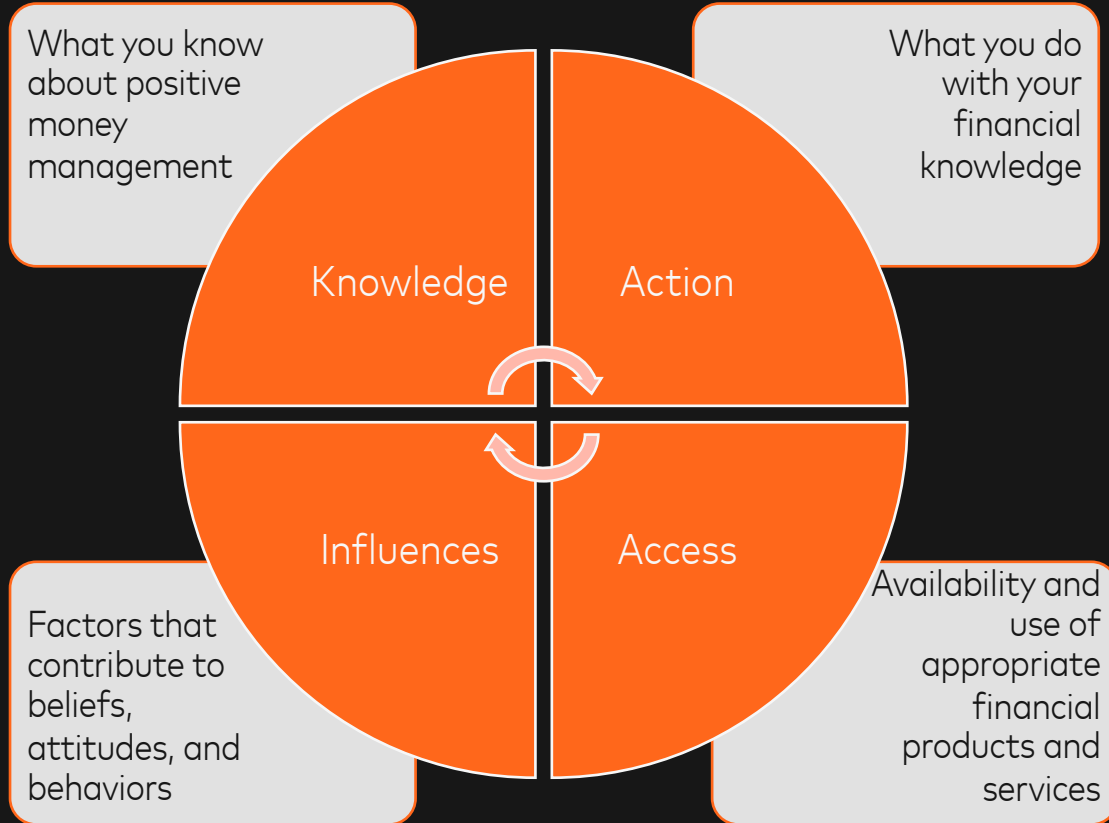 What you know
about positive
money
management
What you do
with your
financial
knowledge
Knowledge
Action
Influences
Access
Factors that
contribute to
beliefs,
attitudes, and
behaviors
Availability and
use of
appropriate
financial
products and
services